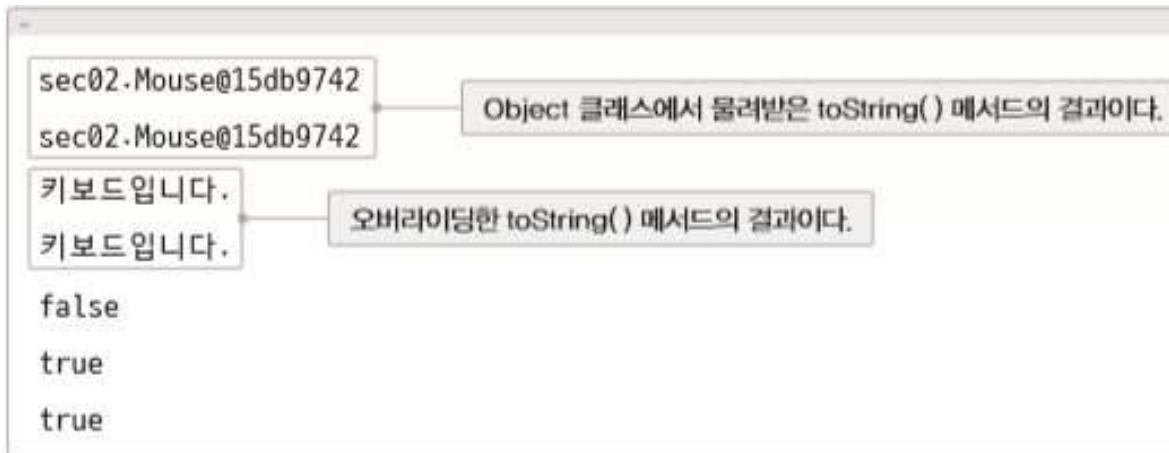 sec02.Mouse@15db9742
sec02.Mouse@15db9742
Object 클래스에서 물려받은 toString( ) 메서드의 결과이다.
키보드입니다.
키보드입니다.
오버라이딩한 toString( ) 메서드의 결과이다.
false
true
true